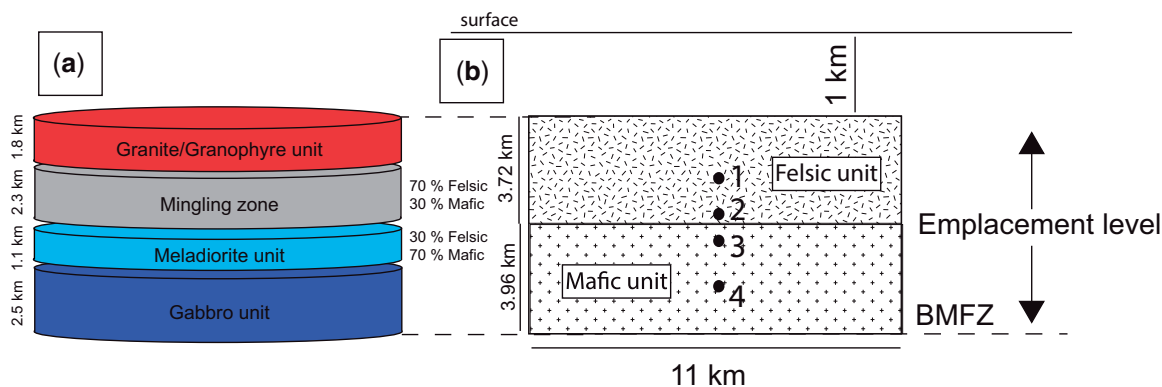 surface
(a)
1.8 km
Granite/Granophyre unit
2.3 km
Mingling zone
70 % Felsic
30 % Mafic
1.1 km
Meladiorite unit
30 % Felsic
70 % Mafic
2.5 km
Gabbro unit
(b)
1 km
3.72 km
Felsic unit
1
2
3
4
3.96 km
Mafic unit
Emplacement level
BMFZ
11 km